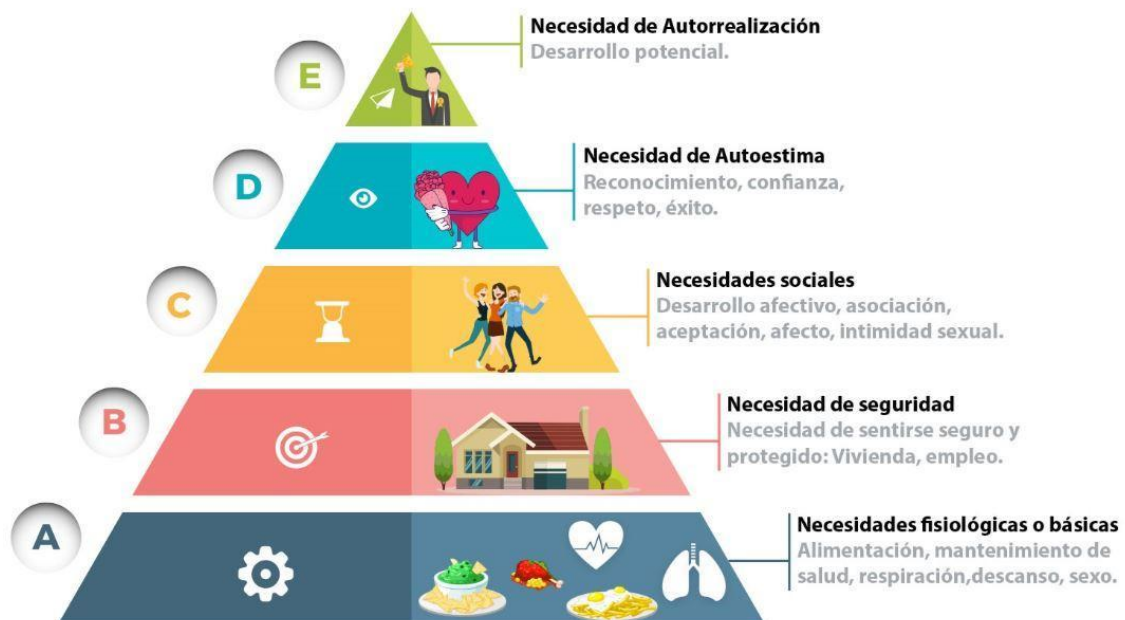 E
Necesidad de Autorrealización
Desarrollo potencial.
D
Necesidad de Autoestima
Reconocimiento, confianza,
respeto, éxito.
C
Necesidades sociales
Desarrollo afectivo, asociación,
aceptación, afecto, intimidad sexual.
B
Necesidad de seguridad
Necesidad de sentirse seguro y
protegido: Vivienda, empleo.
A
Necesidades fisiológicas o básicas
Alimentación, mantenimiento de
salud, respiración,descanso, sexo.